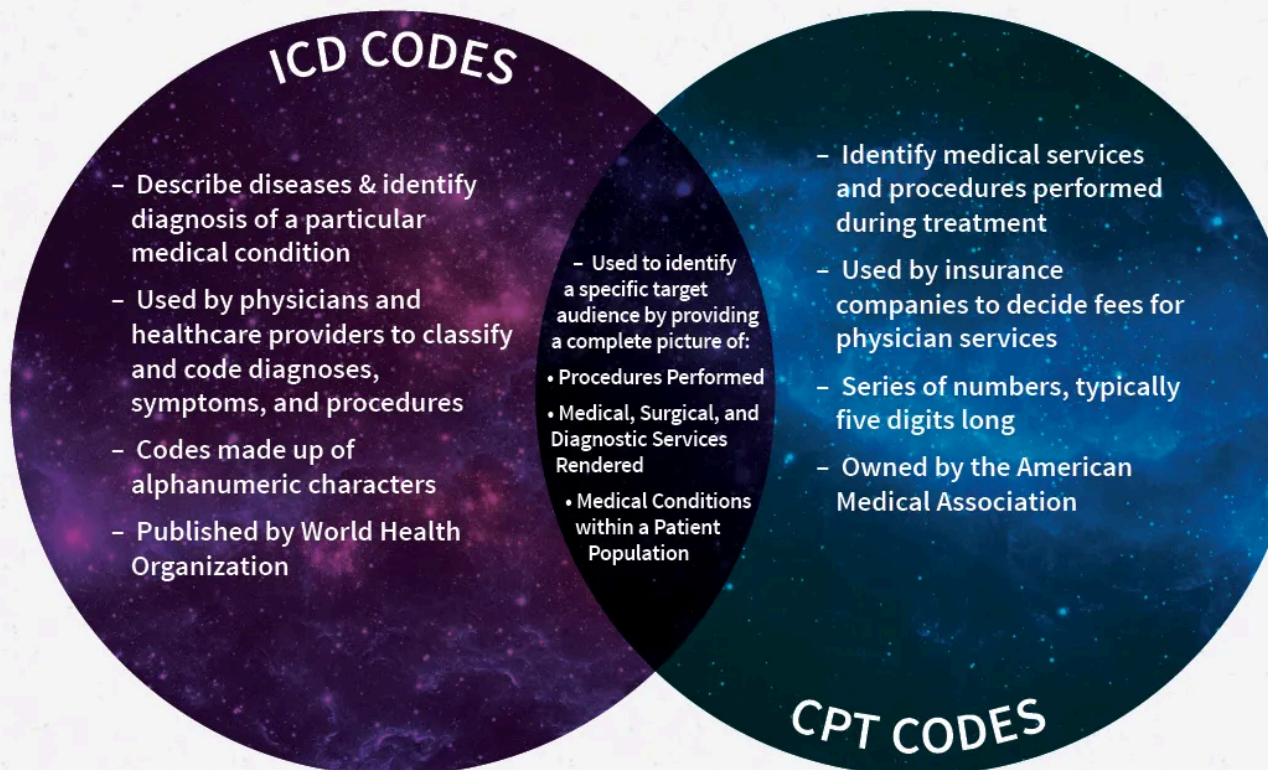 ICD CODES
– Describe diseases & identify
diagnosis of a particular
medical condition
– Used by physicians and
healthcare providers to classify
and code diagnoses,
symptoms, and procedures
– Codes made up of
alphanumeric characters
– Published by World Health
Organization
– Used to identify
a specific target
audience by providing
a complete picture of:
• Procedures Performed
• Medical, Surgical, and
Diagnostic Services
Rendered
• Medical Conditions
within a Patient
Population
– Identify medical services
and procedures performed
during treatment
– Used by insurance
companies to decide fees for
physician services
– Series of numbers, typically
five digits long
– Owned by the American
Medical Association
CPT CODES